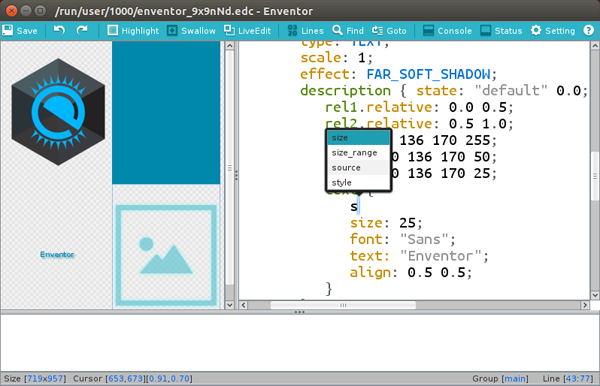 /run/user/1000/enventor_9x9nNd.edc - Enventor
Save Highlight Swallow LiveEdit Lines Find Goto Console Status Setting
type: TEXT;
scale: 1;
effect: FAR_SOFT_SHADOW;
description { state: "default" 0.0;
rel1.relative: 0.0 0.5;
rel2.relative: 0.5 1.0;
136 170 255;
0 136 170 50;
0 136 170 25;
text {
s
size
size_range
source
style
size: 25;
font: "Sans";
text: "Enventor";
align: 0.5 0.5;
}
}
Enventor
Size [719x957] Cursor [653,673][0.91,0.70] Group [main] Line [43:77]